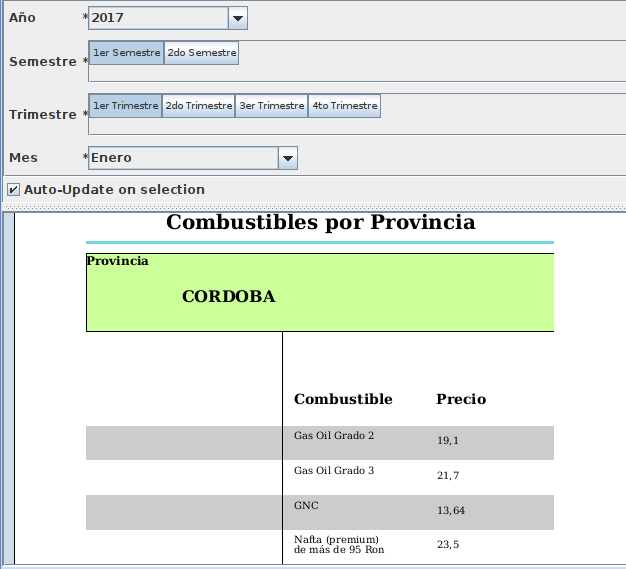 Año * 2017
Semestre * 1er Semestre 2do Semestre
Trimestre * 1er Trimestre 2do Trimestre 3er Trimestre 4to Trimestre
Mes * Enero
Auto-Update on selection
Combustibles por Provincia
Provincia
CORDOBA
Combustible Precio
Gas Oil Grado 2 19,1
Gas Oil Grado 3 21,7
GNC 13,64
Nafta (premium)
de más de 95 Ron 23,5